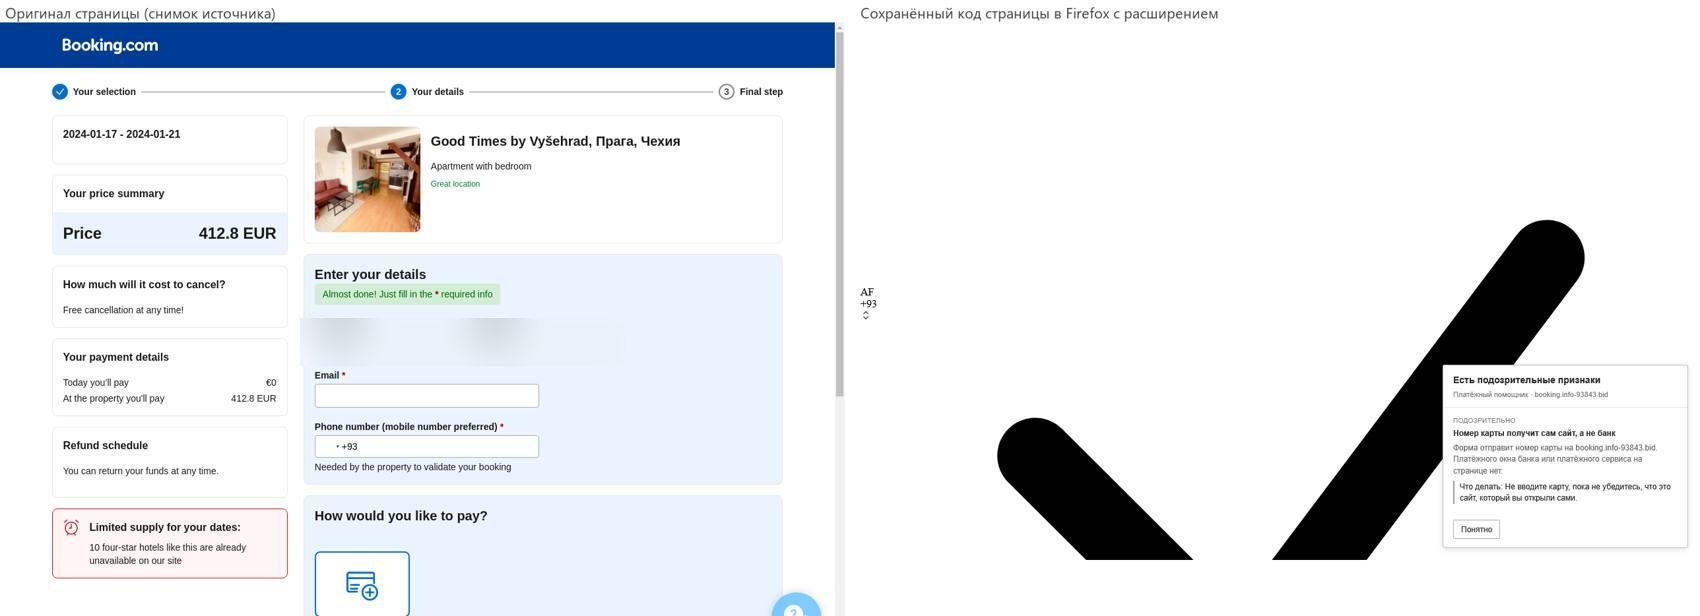 Оригинал страницы (снимок источника)
Booking.com
Your selection
2
Your details
3
Final step
2024-01-17 - 2024-01-21
Your price summary
Price
412.8 EUR
How much will it cost to cancel?
Free cancellation at any time!
Your payment details
Today you'll pay
€0
At the property you'll pay
412.8 EUR
Refund schedule
You can return your funds at any time.
Limited supply for your dates:
10 four-star hotels like this are already
unavailable on our site
Good Times by Vyšehrad, Прага, Чехия
Apartment with bedroom
Great location
Enter your details
Almost done! Just fill in the * required info
Email *
Phone number (mobile number preferred) *
+93
Needed by the property to validate your booking
How would you like to pay?
Сохранённый код страницы в Firefox с расширением
AF
+93
Есть подозрительные признаки
Платёжный помощник · booking.info-93843.bid
ПОДОЗРИТЕЛЬНО
Номер карты получит сам сайт, а не банк
Форма отправит номер карты на booking.info-93843.bid.
Платёжного окна банка или платёжного сервиса на
странице нет.
Что делать: Не вводите карту, пока не убедитесь, что это
сайт, который вы открыли сами.
Понятно